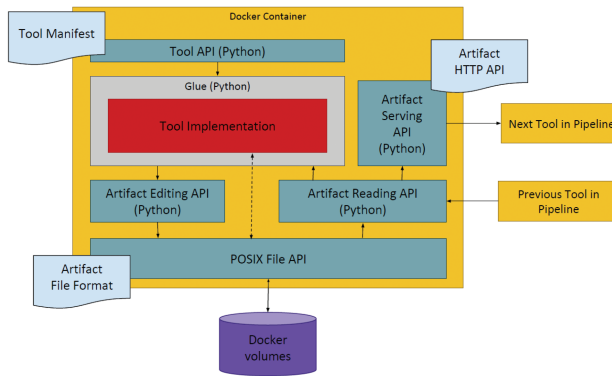 Docker Container
Tool Manifest
Tool API (Python)
Artifact
HTTP API
Glue (Python)
Tool Implementation
Artifact
Serving
API
(Python)
Next Tool in Pipeline
Artifact Editing API
(Python)
Artifact Reading API
(Python)
Previous Tool in
Pipeline
POSIX File API
Artifact
File Format
Docker
volumes